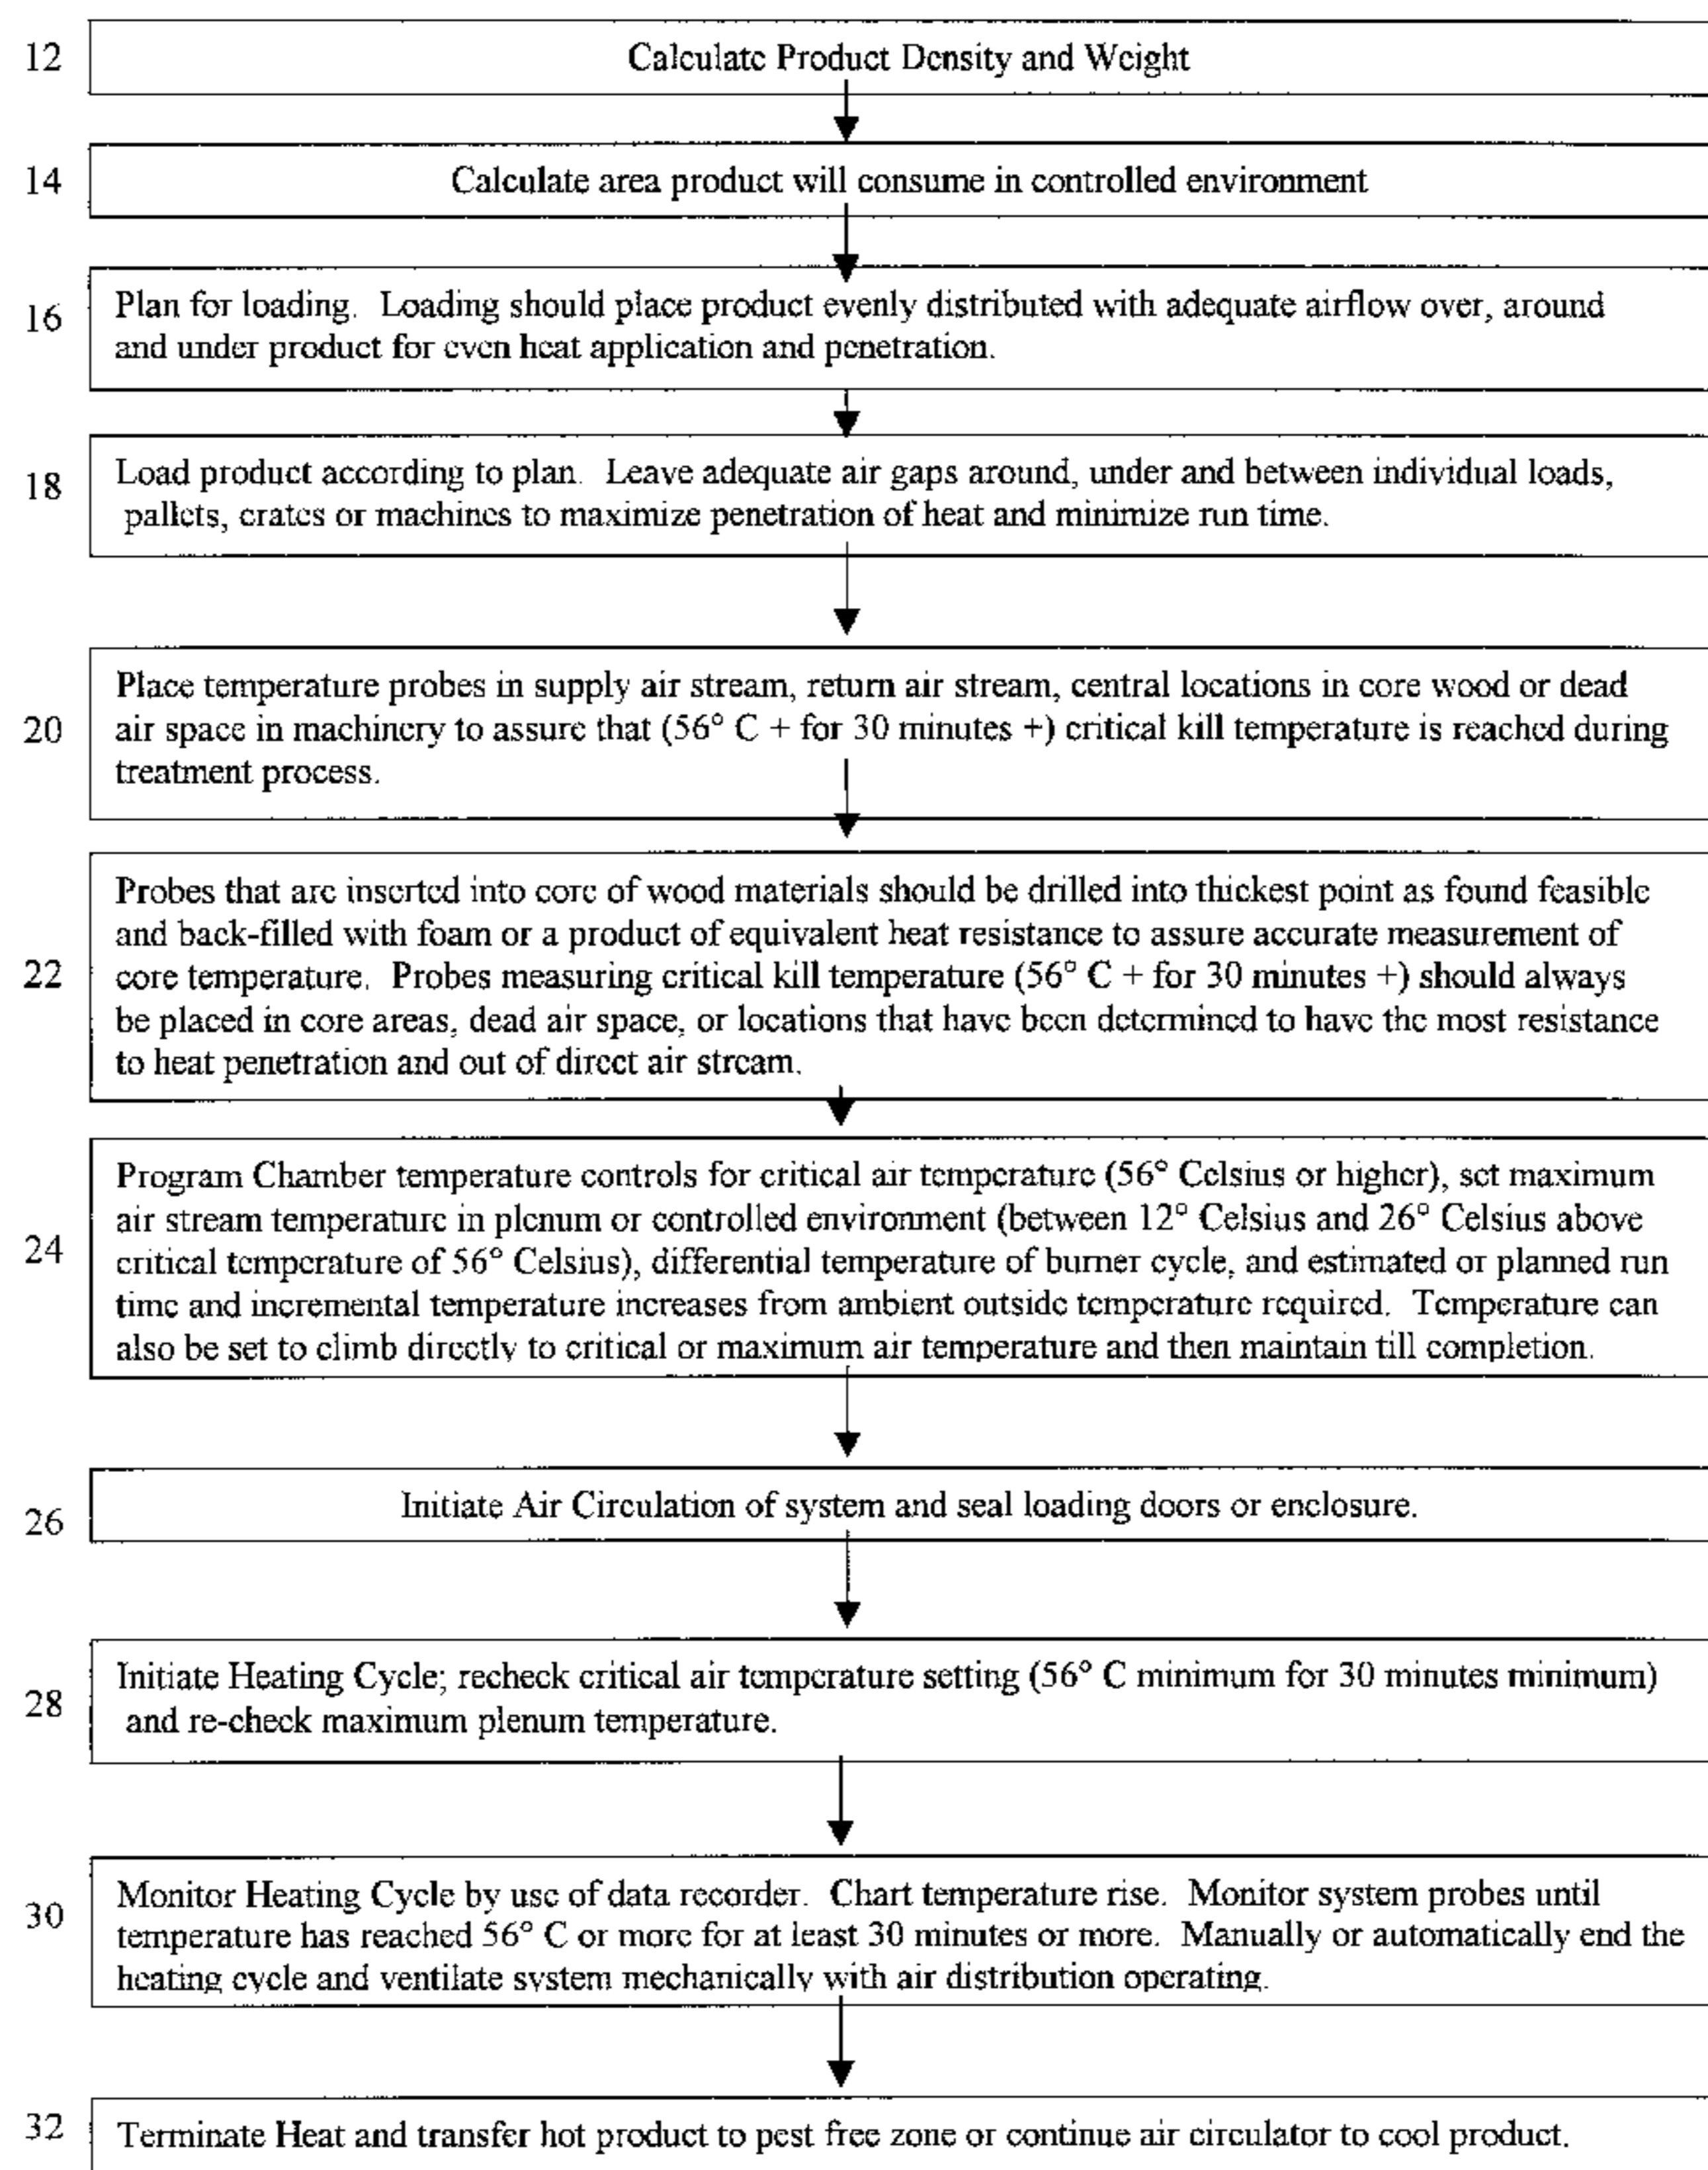 12
Calculate Product Density and Weight
14
Calculate area product will consume in controlled environment
16
Plan for loading. Loading should place product evenly distributed with adequate airflow over, around
and under product for even heat application and penetration.
18
Load product according to plan. Leave adequate air gaps around, under and between individual loads,
pallets, crates or machines to maximize penetration of heat and minimize run time.
20
Place temperature probes in supply air stream, return air stream, central locations in core wood or dead
air space in machinery to assure that (56° C + for 30 minutes +) critical kill temperature is reached during
treatment process.
22
Probes that are inserted into core of wood materials should be drilled into thickest point as found feasible
and back-filled with foam or a product of equivalent heat resistance to assure accurate measurement of
core temperature. Probes measuring critical kill temperature (56° C + for 30 minutes +) should always
be placed in core areas, dead air space, or locations that have been determined to have the most resistance
to heat penetration and out of direct air stream.
24
Program Chamber temperature controls for critical air temperature (56° Celsius or higher), set maximum
air stream temperature in plenum or controlled environment (between 12° Celsius and 26° Celsius above
critical temperature of 56° Celsius), differential temperature of burner cycle, and estimated or planned run
time and incremental temperature increases from ambient outside temperature required. Temperature can
also be set to climb directly to critical or maximum air temperature and then maintain till completion.
26
Initiate Air Circulation of system and seal loading doors or enclosure.
28
Initiate Heating Cycle; recheck critical air temperature setting (56° C minimum for 30 minutes minimum)
and re-check maximum plenum temperature.
30
Monitor Heating Cycle by use of data recorder. Chart temperature rise. Monitor system probes until
temperature has reached 56° C or more for at least 30 minutes or more. Manually or automatically end the
heating cycle and ventilate system mechanically with air distribution operating.
32
Terminate Heat and transfer hot product to pest free zone or continue air circulator to cool product.